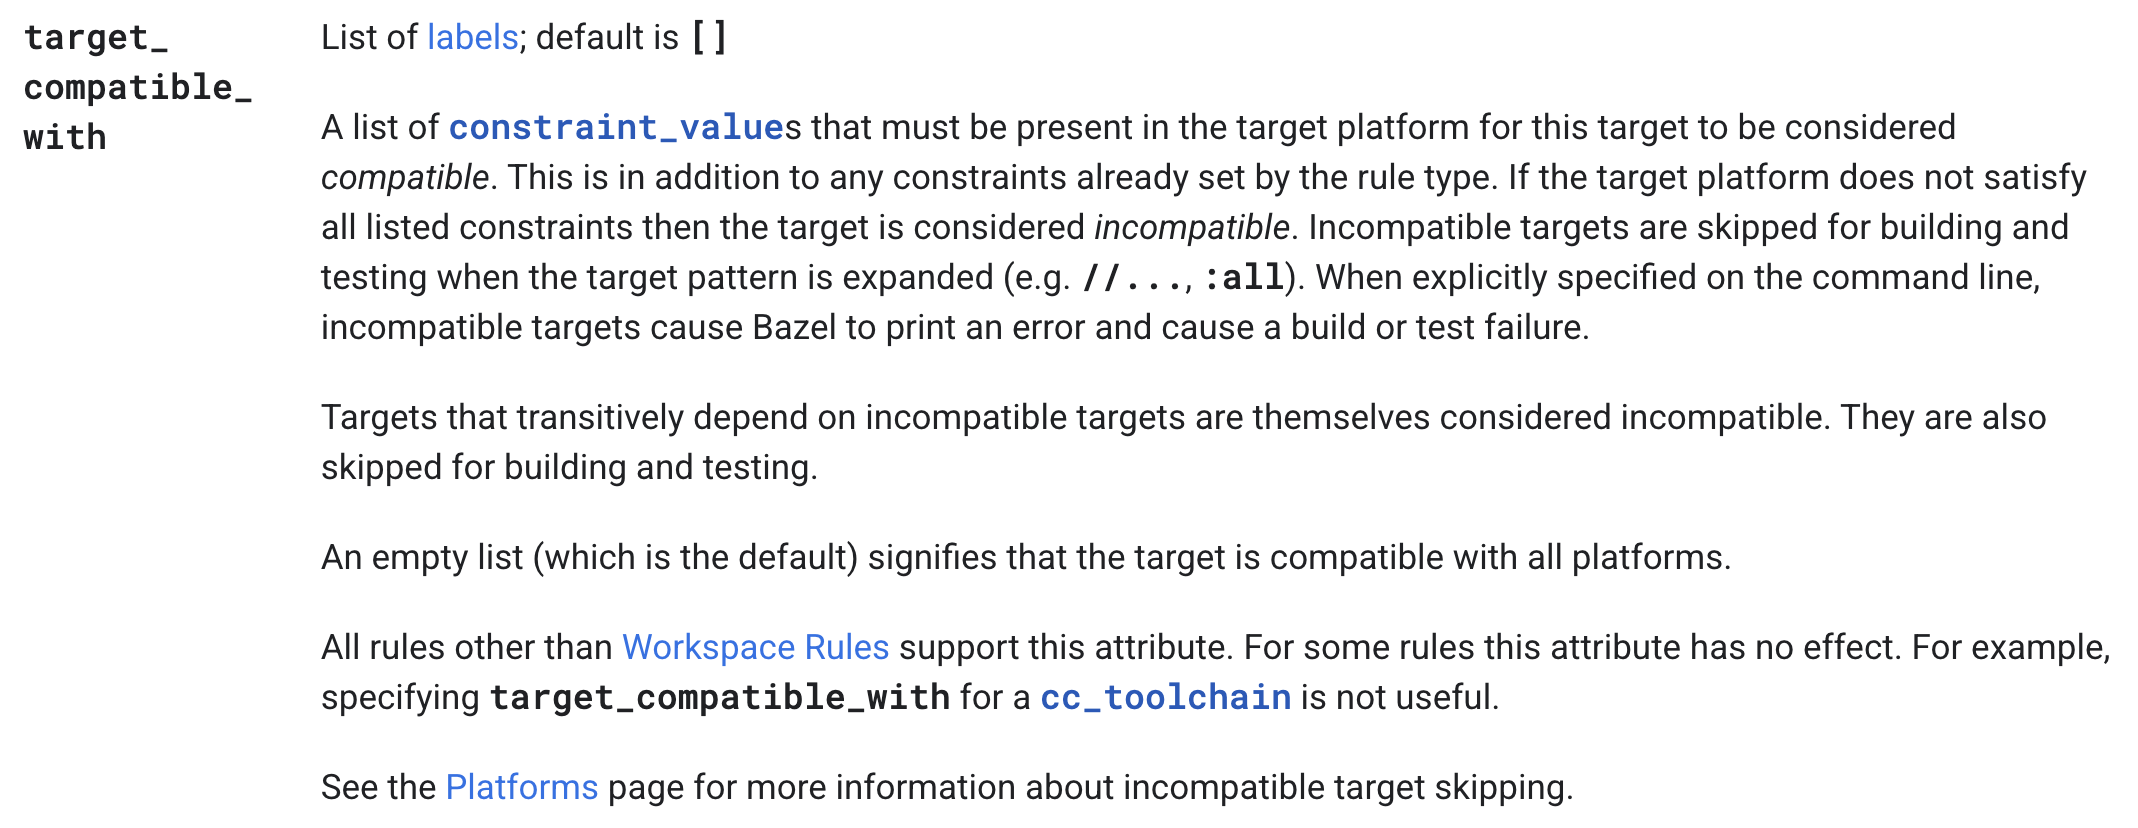 target_
compatible_
with
List of labels; default is []
A list of constraint_values that must be present in the target platform for this target to be considered
compatible. This is in addition to any constraints already set by the rule type. If the target platform does not satisfy
all listed constraints then the target is considered incompatible. Incompatible targets are skipped for building and
testing when the target pattern is expanded (e.g. //..., :all). When explicitly specified on the command line,
incompatible targets cause Bazel to print an error and cause a build or test failure.
Targets that transitively depend on incompatible targets are themselves considered incompatible. They are also
skipped for building and testing.
An empty list (which is the default) signifies that the target is compatible with all platforms.
All rules other than Workspace Rules support this attribute. For some rules this attribute has no effect. For example,
specifying target_compatible_with for a cc_toolchain is not useful.
See the Platforms page for more information about incompatible target skipping.